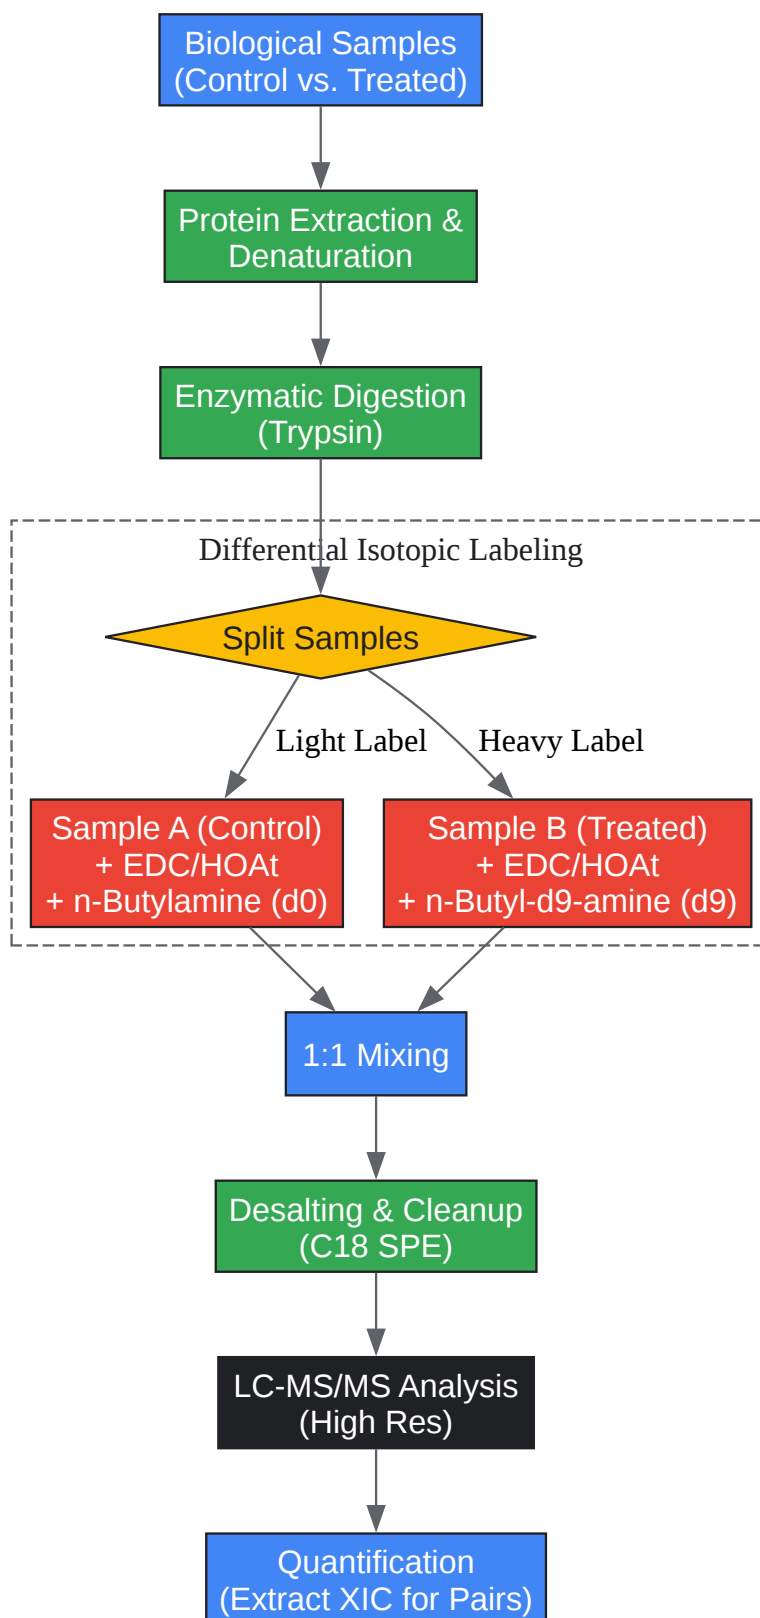 Biological Samples
(Control vs. Treated)
Protein Extraction &
Denaturation
Enzymatic Digestion
(Trypsin)
Differential Isotopic Labeling
Split Samples
Light Label
Heavy Label
Sample A (Control)
+ EDC/HOAt
+ n-Butylamine (d0)
Sample B (Treated)
+ EDC/HOAt
+ n-Butyl-d9-amine (d9)
1:1 Mixing
Desalting & Cleanup
(C18 SPE)
LC-MS/MS Analysis
(High Res)
Quantification
(Extract XIC for Pairs)